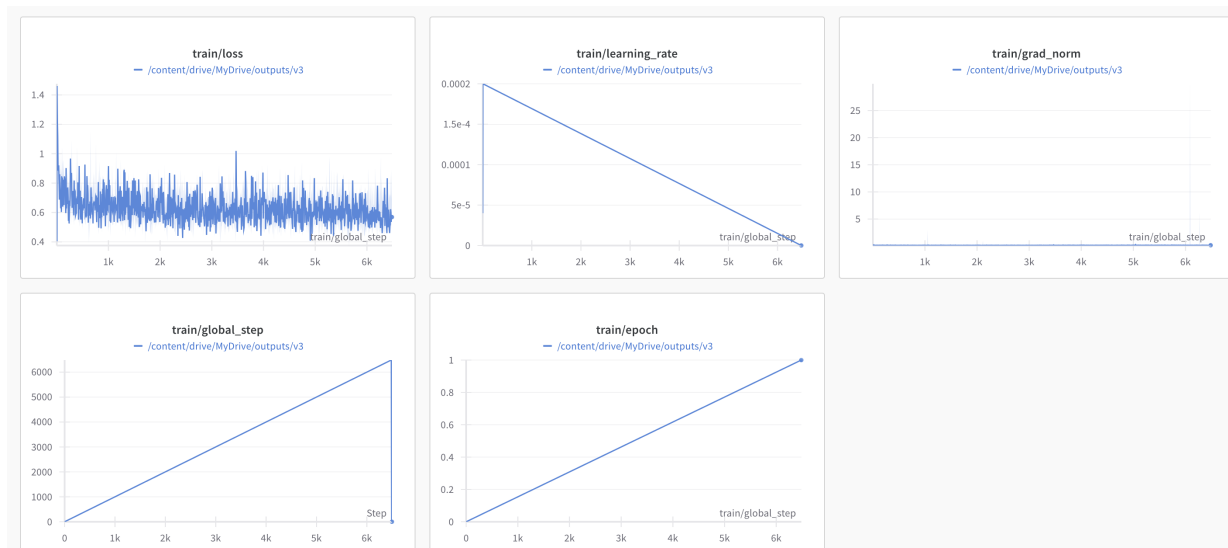 train/loss
/content/drive/MyDrive/outputs/v3
1.4
1.2
1
0.8
0.6
0.4
train/global_step
1k
2k
3k
4k
5k
6k
train/learning_rate
/content/drive/MyDrive/outputs/v3
0.0002
1.5e-4
0.0001
5e-5
0
train/global_step
1k
2k
3k
4k
5k
6k
train/grad_norm
/content/drive/MyDrive/outputs/v3
25
20
15
10
5
train/global_step
1k
2k
3k
4k
5k
6k
train/global_step
/content/drive/MyDrive/outputs/v3
6000
5000
4000
3000
2000
1000
0
Step
0
1k
2k
3k
4k
5k
6k
train/epoch
/content/drive/MyDrive/outputs/v3
1
0.8
0.6
0.4
0.2
0
train/global_step
0
1k
2k
3k
4k
5k
6k